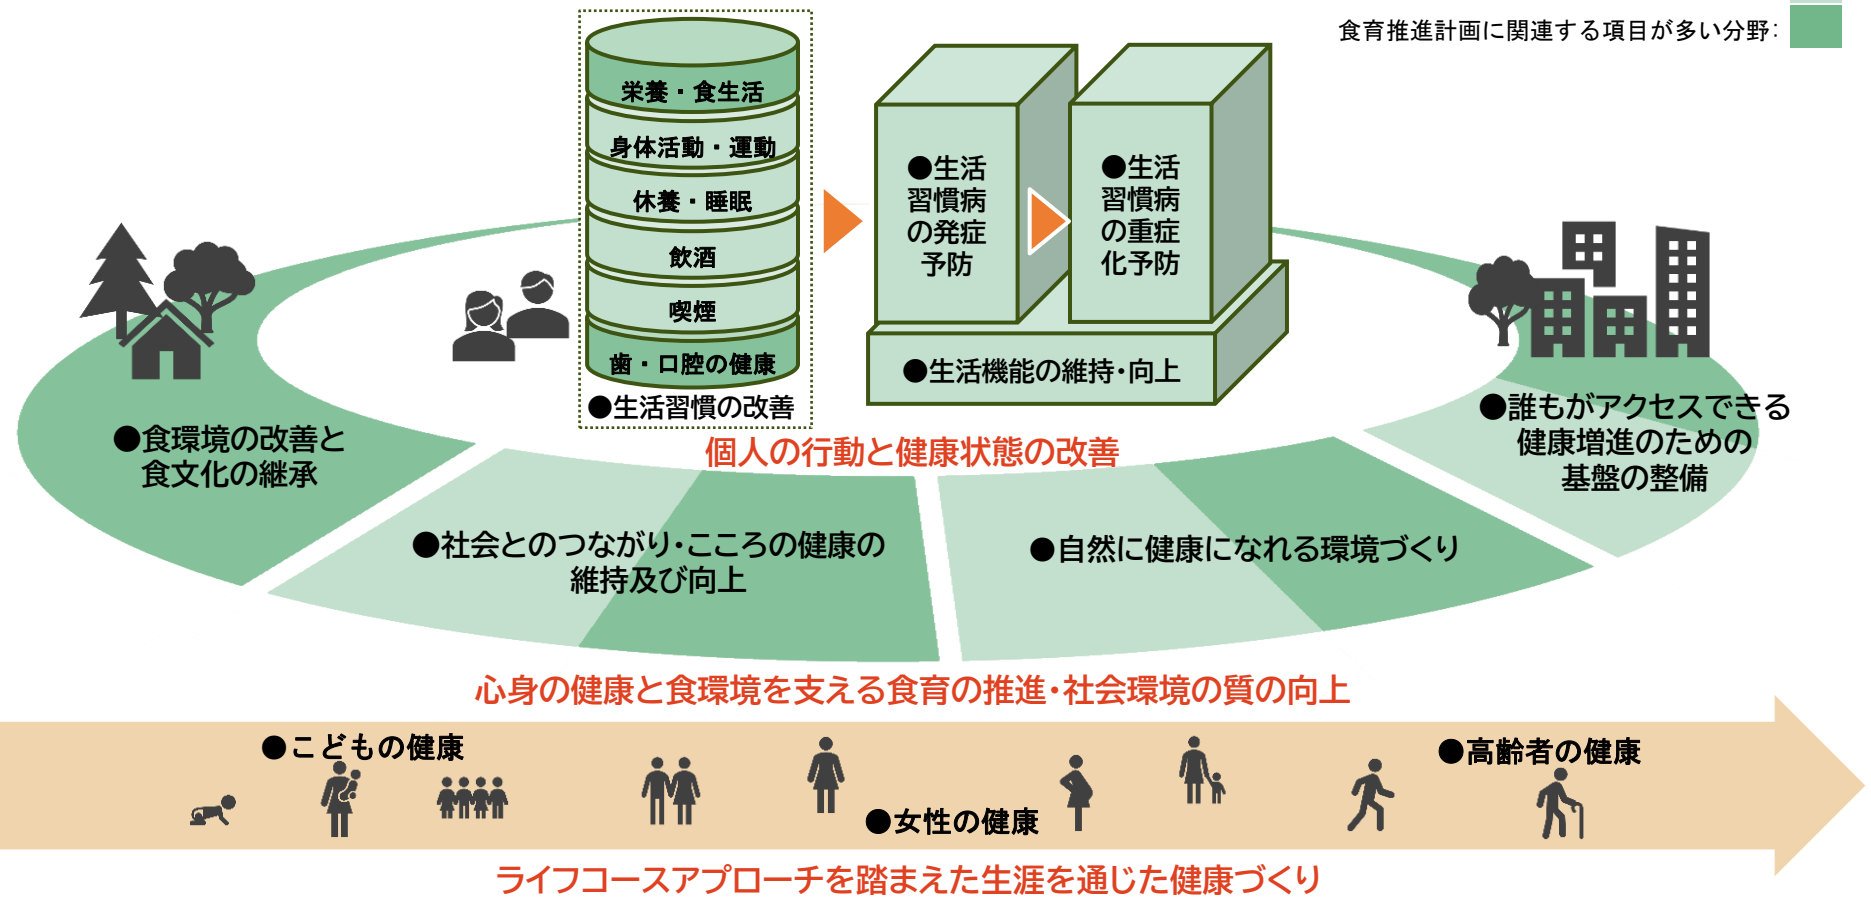 食育推進計画に関連する項目が多い分野:
栄養・食生活
身体活動・運動
休養・睡眠
飲酒
喫煙
歯・口腔の健康
●生活習慣の改善
●生活
習慣病
の発症
予防
●生活
習慣病
の重症
化予防
●生活機能の維持・向上
個人の行動と健康状態の改善
●食環境の改善と
食文化の継承
●社会とのつながり・こころの健康の
維持及び向上
●自然に健康になれる環境づくり
●誰もがアクセスできる
健康増進のための
基盤の整備
心身の健康と食環境を支える食育の推進・社会環境の質の向上
●こどもの健康
●女性の健康
●高齢者の健康
ライフコースアプローチを踏まえた生涯を通じた健康づくり